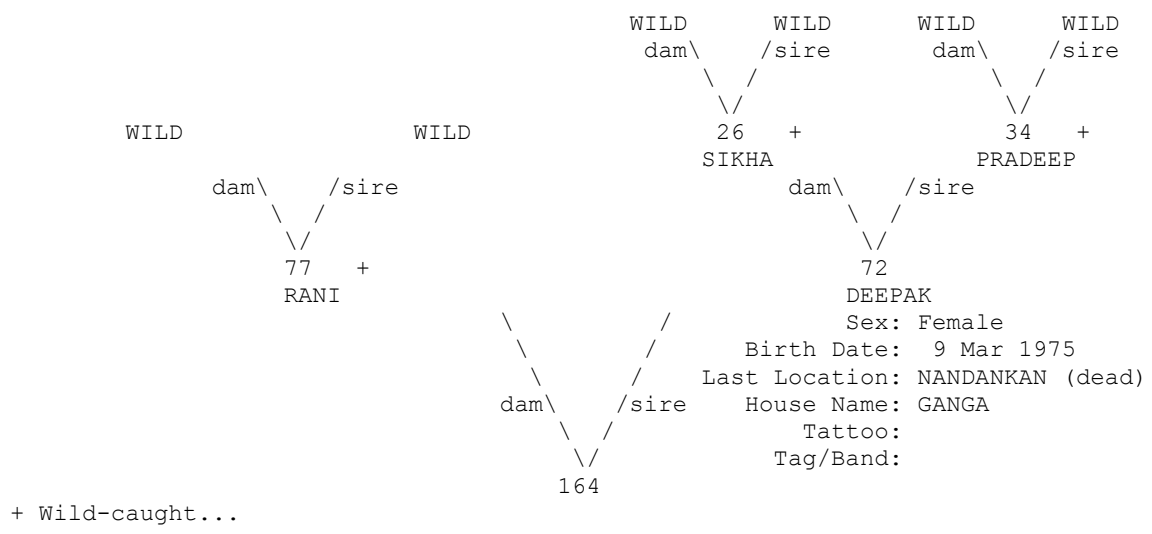 WILD      WILD        WILD      WILD
                                            dam\    /sire         dam\    /sire
                                                \  /                  \  /
                                                 \/                    \/
        WILD                WILD                 26   +                34   +
                                                SIKHA              PRADEEP
              dam\    /sire                           dam\    /sire
                  \  /                                    \  /
                   \/                                      \/
                   77   +                                  72
                   RANI                                   DEEPAK
                                  \          /            Sex: Female
                                   \        /      Birth Date:  9 Mar 1975
                                    \      /    Last Location: NANDANKAN (dead)
                                  dam\    /sire    House Name: GANGA
                                      \  /             Tattoo:
                                       \/            Tag/Band:
                                      164
+ Wild-caught...